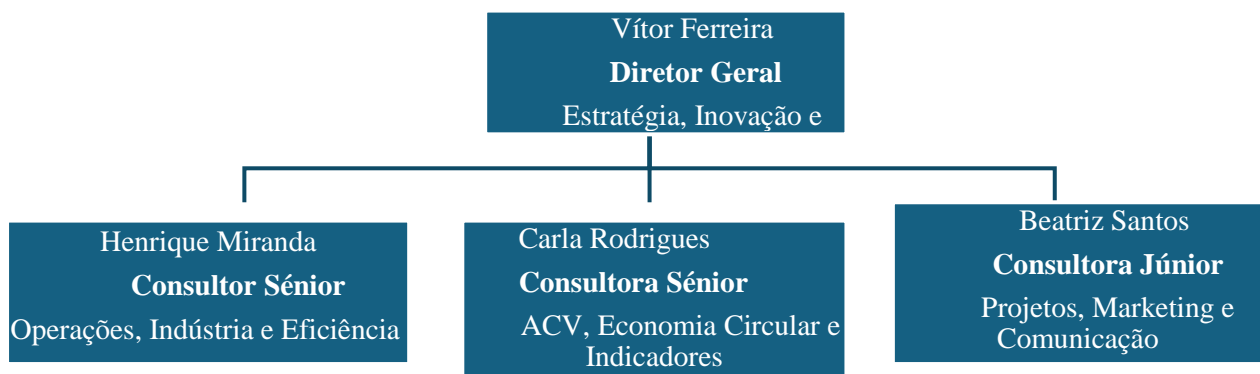 Vítor Ferreira
Diretor Geral
Estratégia, Inovação e
Henrique Miranda
Consultor Sénior
Operações, Indústria e Eficiência
Carla Rodrigues
Consultora Sénior
ACV, Economia Circular e
Indicadores
Beatriz Santos
Consultora Júnior
Projetos, Marketing e
Comunicação